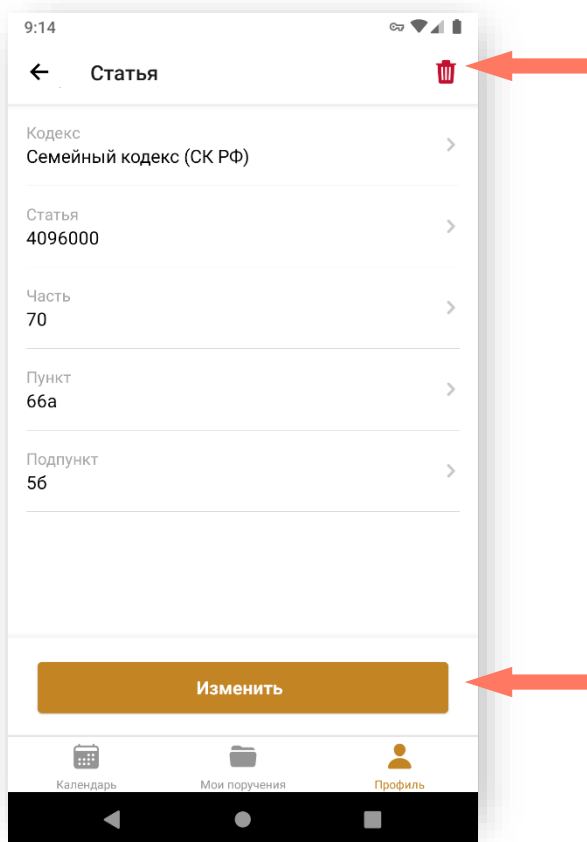 9:14
Статья
Кодекс
Семейный кодекс (СК РФ)
Статья
4096000
Часть
70
Пункт
66а
Подпункт
5б
Изменить
Календарь
Мои поручения
Профиль